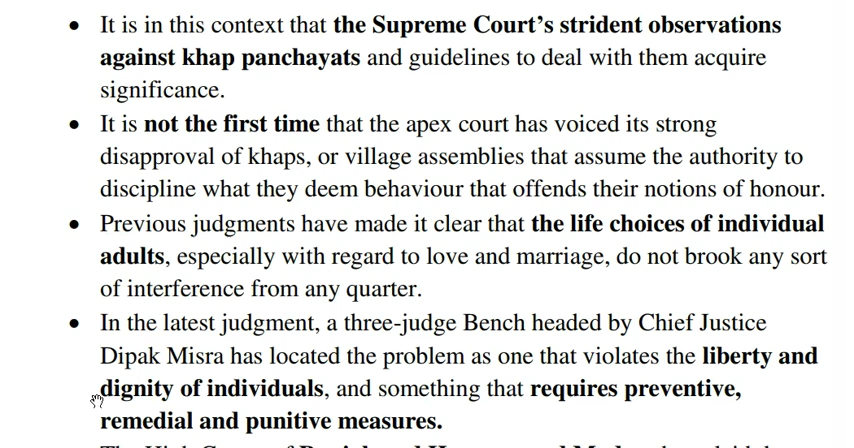 • It is in this context that the Supreme Court’s strident observations
against khap panchayats and guidelines to deal with them acquire
significance.
• It is not the first time that the apex court has voiced its strong
disapproval of khaps, or village assemblies that assume the authority to
discipline what they deem behaviour that offends their notions of honour.
• Previous judgments have made it clear that the life choices of individual
adults, especially with regard to love and marriage, do not brook any sort
of interference from any quarter.
• In the latest judgment, a three-judge Bench headed by Chief Justice
Dipak Misra has located the problem as one that violates the liberty and
dignity of individuals, and something that requires preventive,
remedial and punitive measures.